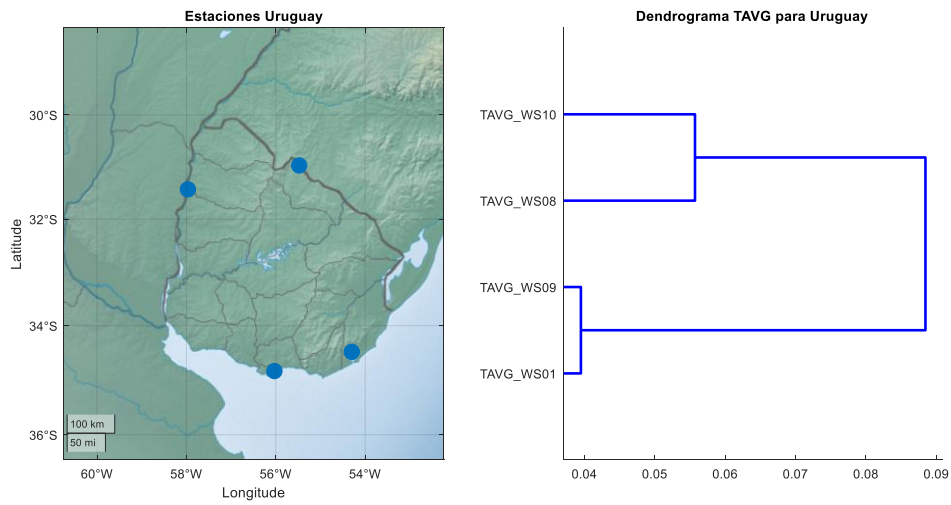 Estaciones Uruguay
30°S
32°S
34°S
36°S
Latitude
100 km
50 mi
60°W
58°W
56°W
54°W
Longitude
Dendrograma TAVG para Uruguay
TAVG_WS10
TAVG_WS08
TAVG_WS09
TAVG_WS01
0.04
0.05
0.06
0.07
0.08
0.09